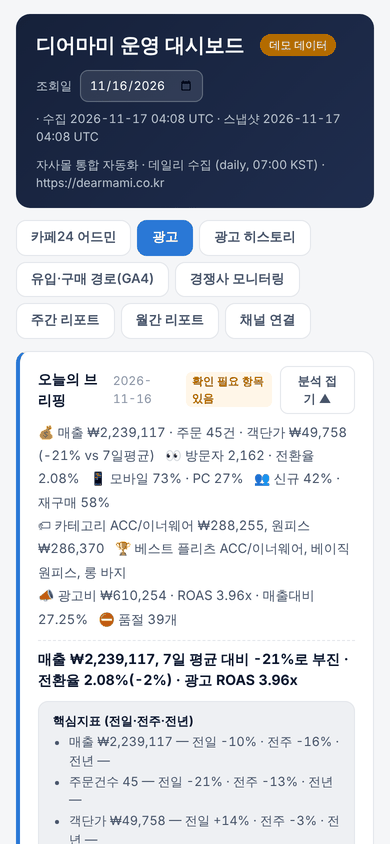 디어마미 운영 대시보드 데모 데이터
조회일 11/16/2026
· 수집 2026-11-17 04:08 UTC · 스냅샷 2026-11-17
04:08 UTC
자사몰 통합 자동화 · 데일리 수집 (daily, 07:00 KST) ·
https://dearmami.co.kr
카페24 어드민 광고 광고 히스토리
유입·구매 경로(GA4) 경쟁사 모니터링
주간 리포트 월간 리포트 채널 연결
오늘의 브
리핑
2026-
11-16
확인 필요 항목
있음
분석 접
기 ▲
💰 매출 ₩2,239,117 · 주문 45건 · 객단가 ₩49,758
(-21% vs 7일평균) 👀 방문자 2,162 · 전환율
2.08% 📱 모바일 73% · PC 27% 👥 신규 42% ·
재구매 58%
🏷 카테고리 ACC/이너웨어 ₩288,255, 원피스
₩286,370 🏆 베스트 플리츠 ACC/이너웨어, 베이직
원피스, 롱 바지
📣 광고비 ₩610,254 · ROAS 3.96x · 매출대비
27.25% ⛔ 품절 39개
매출 ₩2,239,117, 7일 평균 대비 -21%로 부진 ·
전환율 2.08%(-2%) · 광고 ROAS 3.96x
핵심지표 (전일·전주·전년)
• 매출 ₩2,239,117 — 전일 -10% · 전주 -16% ·
전년 —
• 주문건수 45 — 전일 -21% · 전주 -13% · 전년
—
• 객단가 ₩49,758 — 전일 +14% · 전주 -3% · 전
년 —